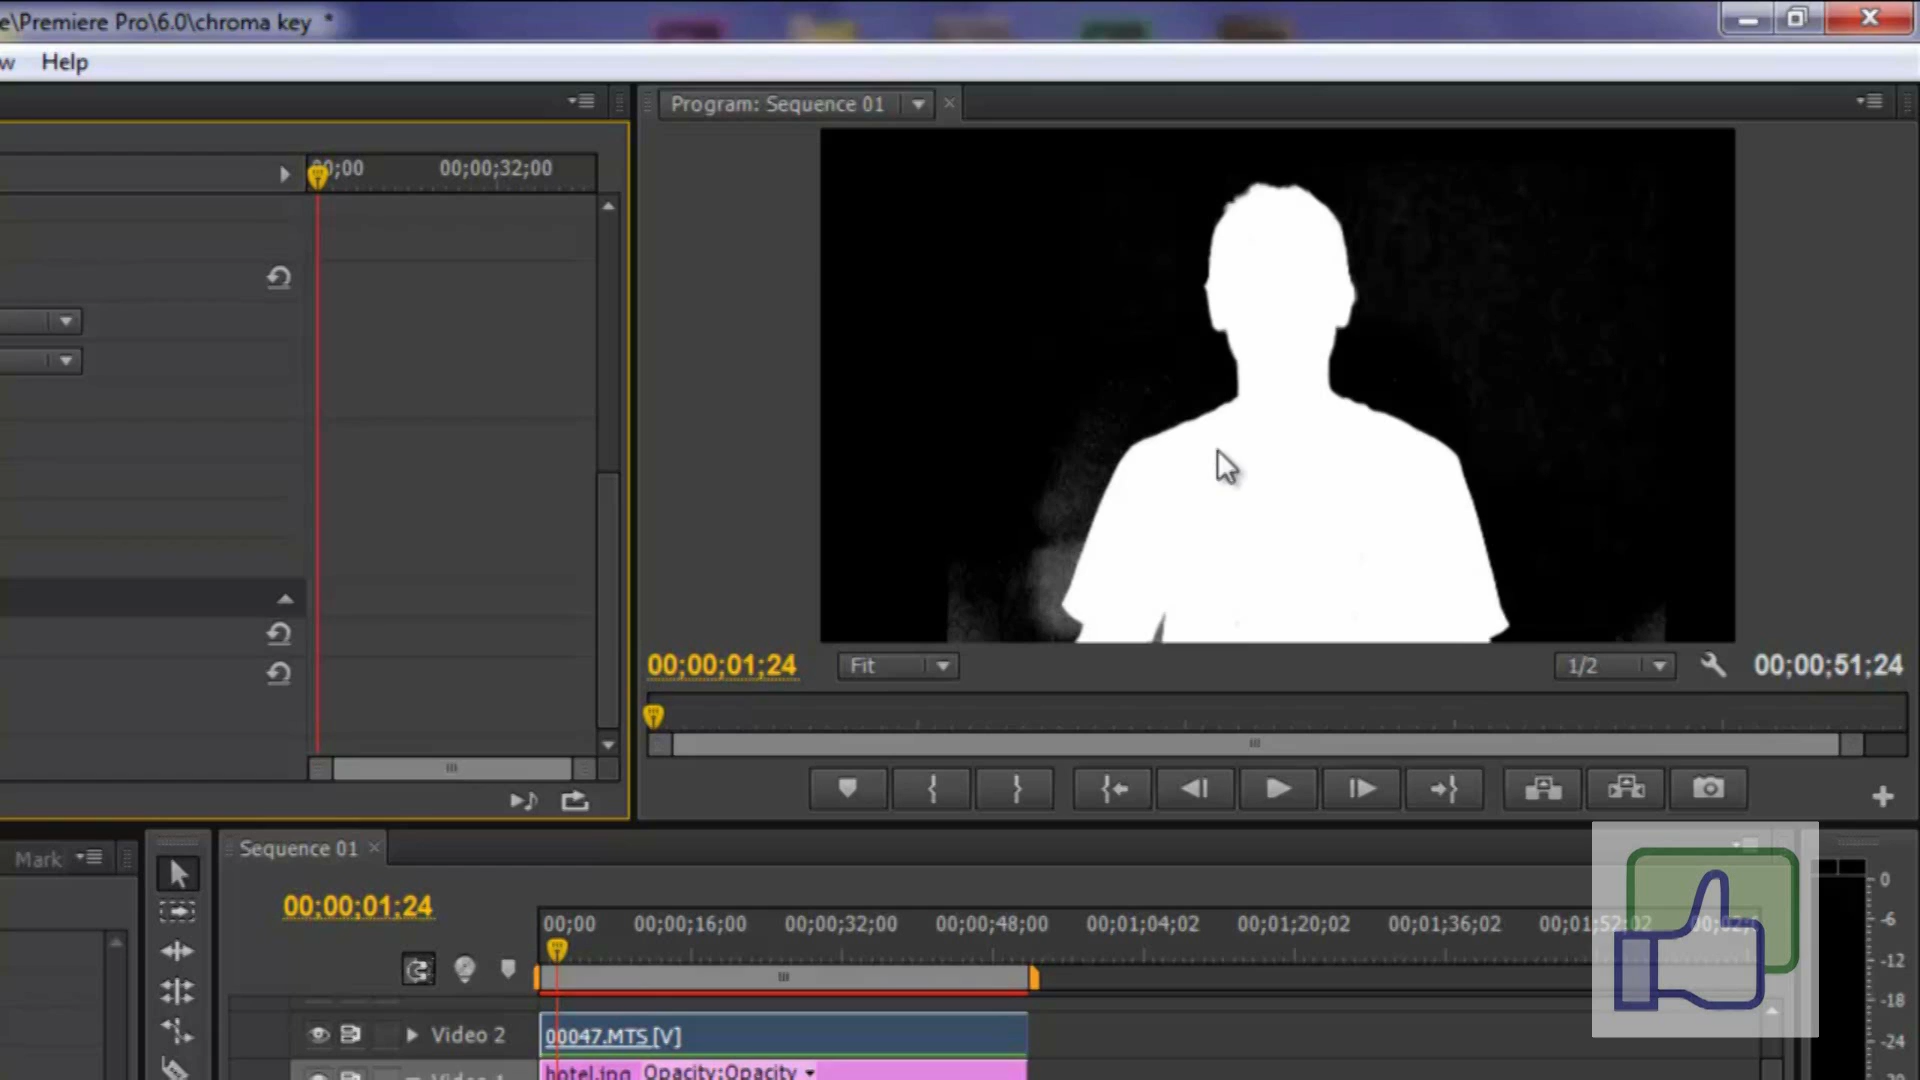 e\Premiere Pro\6.0\chroma key *
w Help
Program: Sequence 01
00;00 00;00;32;00
00;00;01;24 Fit 1/2 00;00;51;24
Mark Sequence 01
00;00;01;24
00;00 00;00;16;00 00;00;32;00 00;00;48;00 00;01;04;02 00;01;20;02 00;01;36;02 00;01;52;02
0
-6
-12
-18
-24
Video 2 00047.MTS [V]
hotel.jpg Opacity:Opacity